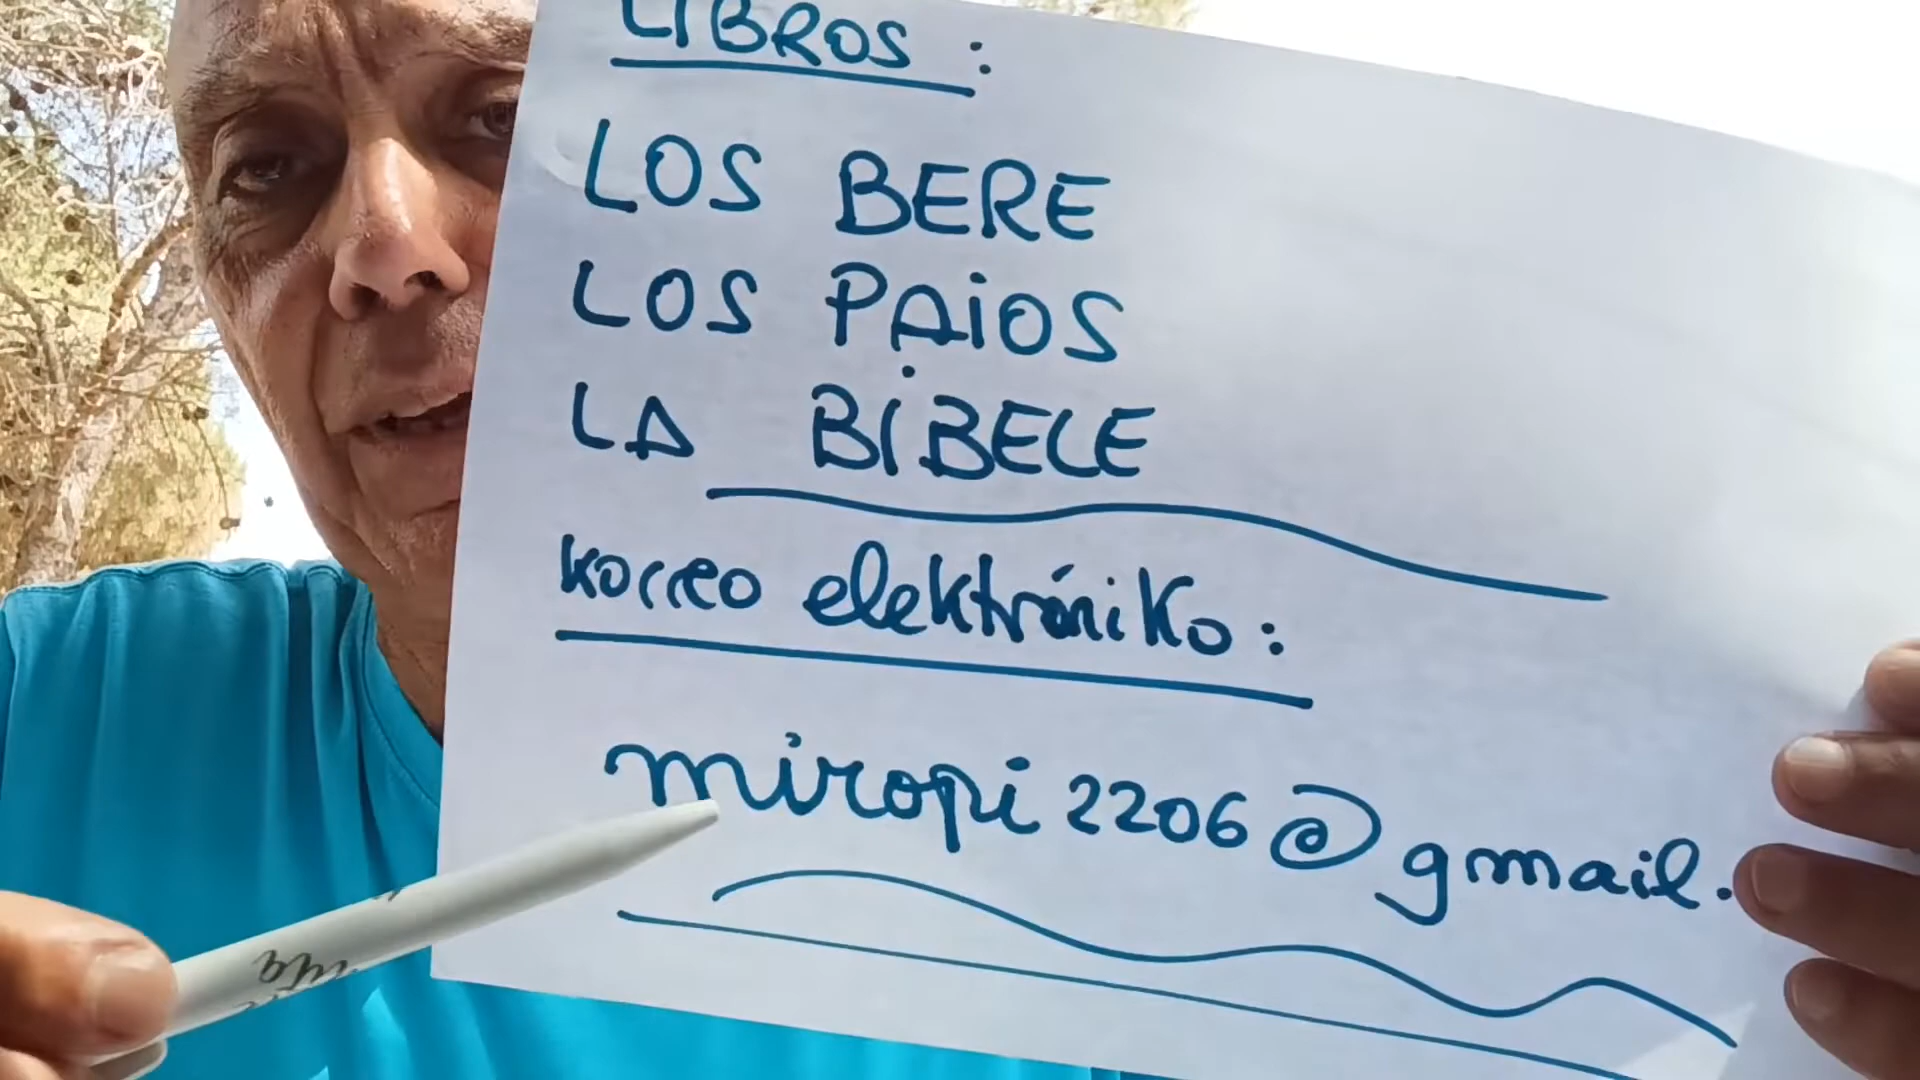 LIBROS:
LOS BERE
LOS PAiOS
LA BiBELE
Korreo elektróniKo:
miropi2206@gmail.